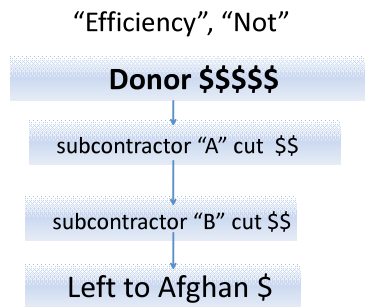 “Efficiency”, “Not”
Donor $$$$$
subcontractor “A” cut $$
subcontractor “B” cut $$
Left to Afghan $